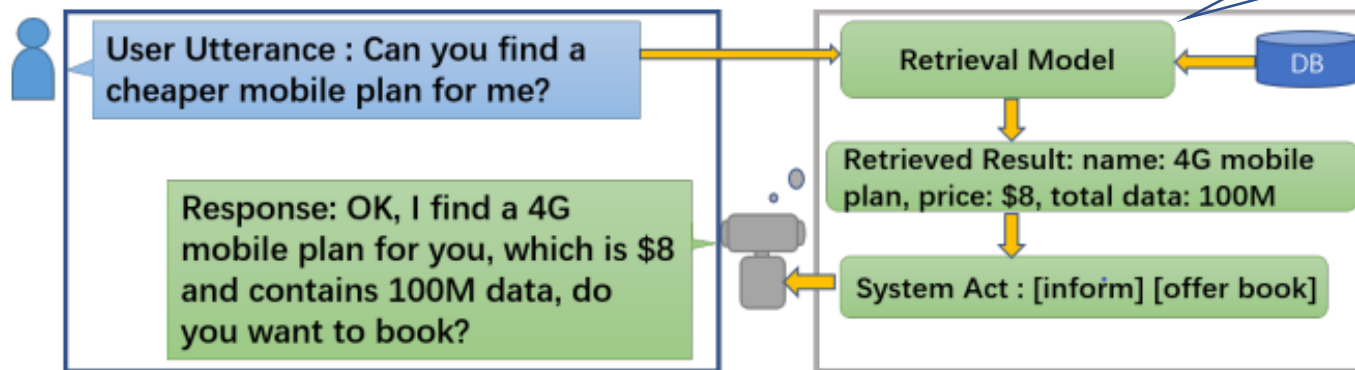 User Utterance : Can you find a
cheaper mobile plan for me?
Retrieval Model
DB
Retrieved Result: name: 4G mobile
plan, price: $8, total data: 100M
Response: OK, I find a 4G
mobile plan for you, which is $8
and contains 100M data, do
you want to book?
System Act : [inform] [offer book]